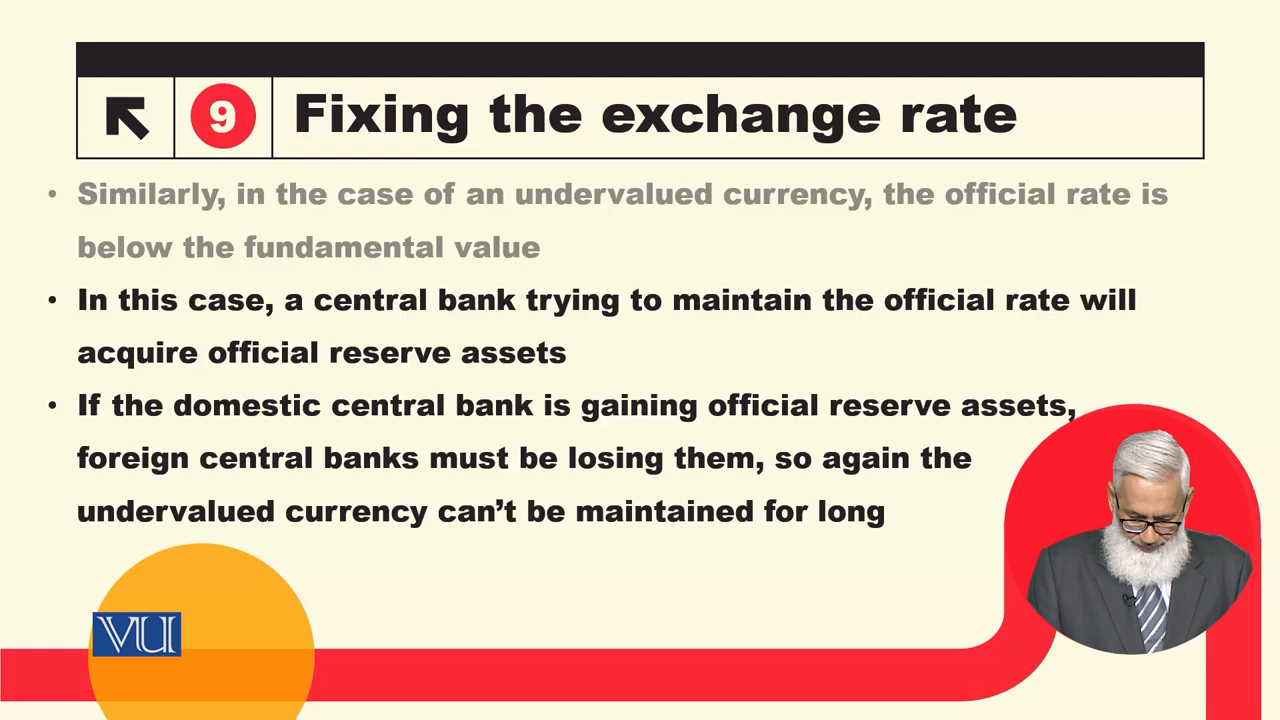 9 Fixing the exchange rate
• Similarly, in the case of an undervalued currency, the official rate is
below the fundamental value
• In this case, a central bank trying to maintain the official rate will
acquire official reserve assets
• If the domestic central bank is gaining official reserve assets,
foreign central banks must be losing them, so again the
undervalued currency can’t be maintained for long
VU